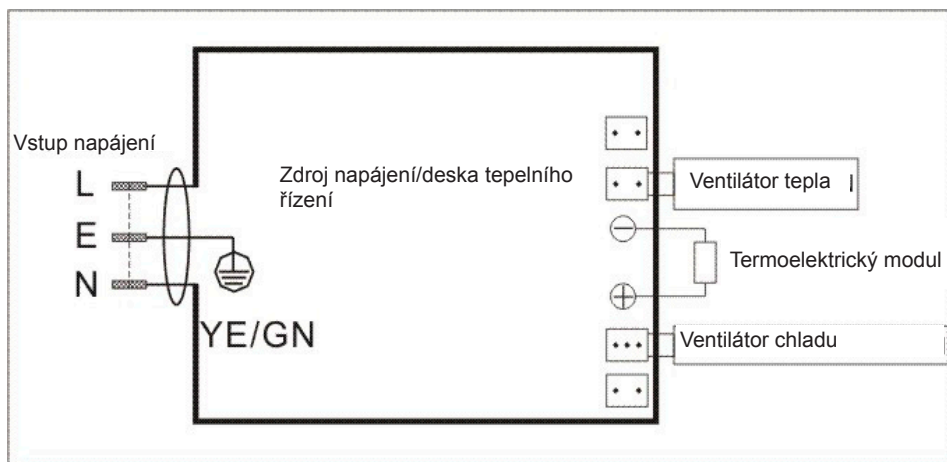 Vstup napájení
L
E
N
YE/GN
Zdroj napájení/deska tepelního
řízení
Ventilátor tepla
Termoelektrický modul
Ventilátor chladu